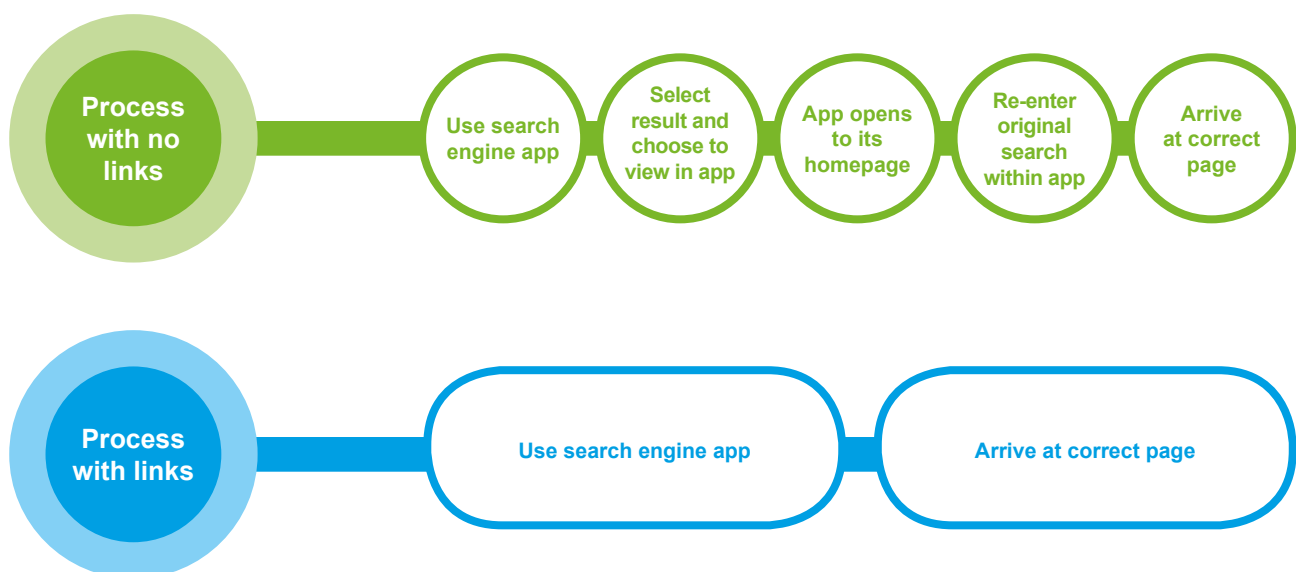 Process
with no
links
Use search
engine app
Select
result and
choose to
view in app
App opens
to its
homepage
Re-enter
original
search
within app
Arrive
at correct
page
Process
with links
Use search engine app
Arrive at correct page